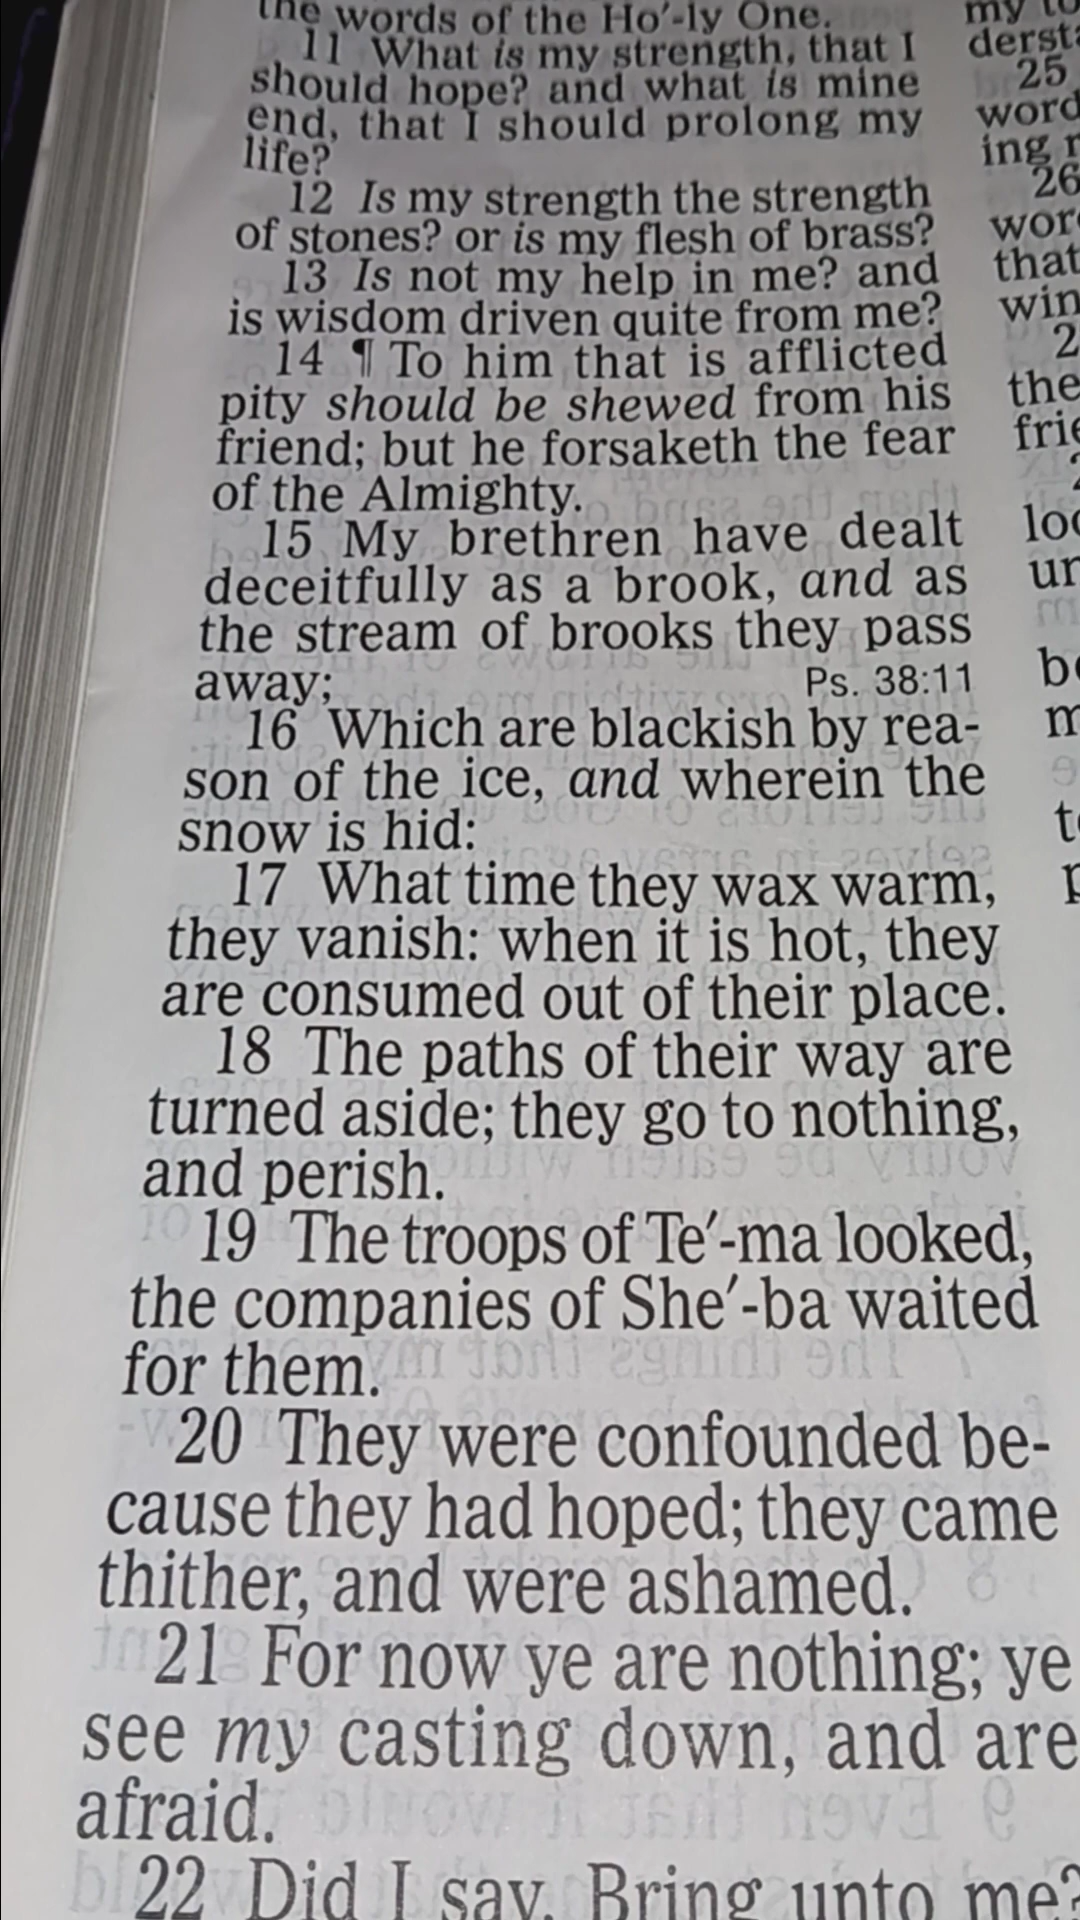 the words of the Ho′-ly One.
11 What is my strength, that I
should hope? and what is mine
end, that I should prolong my
life?
12 Is my strength the strength
of stones? or is my flesh of brass?
13 Is not my help in me? and
is wisdom driven quite from me?
14 ¶ To him that is afflicted
pity should be shewed from his
friend; but he forsaketh the fear
of the Almighty.
15 My brethren have dealt
deceitfully as a brook, and as
the stream of brooks they pass
away; Ps. 38:11
16 Which are blackish by rea-
son of the ice, and wherein the
snow is hid:
17 What time they wax warm,
they vanish: when it is hot, they
are consumed out of their place.
18 The paths of their way are
turned aside; they go to nothing,
and perish.
19 The troops of Te′-ma looked,
the companies of She′-ba waited
for them.
20 They were confounded be-
cause they had hoped; they came
thither, and were ashamed.
21 For now ye are nothing; ye
see my casting down, and are
afraid.
22 Did I say, Bring unto me?
my
25
26
that
the